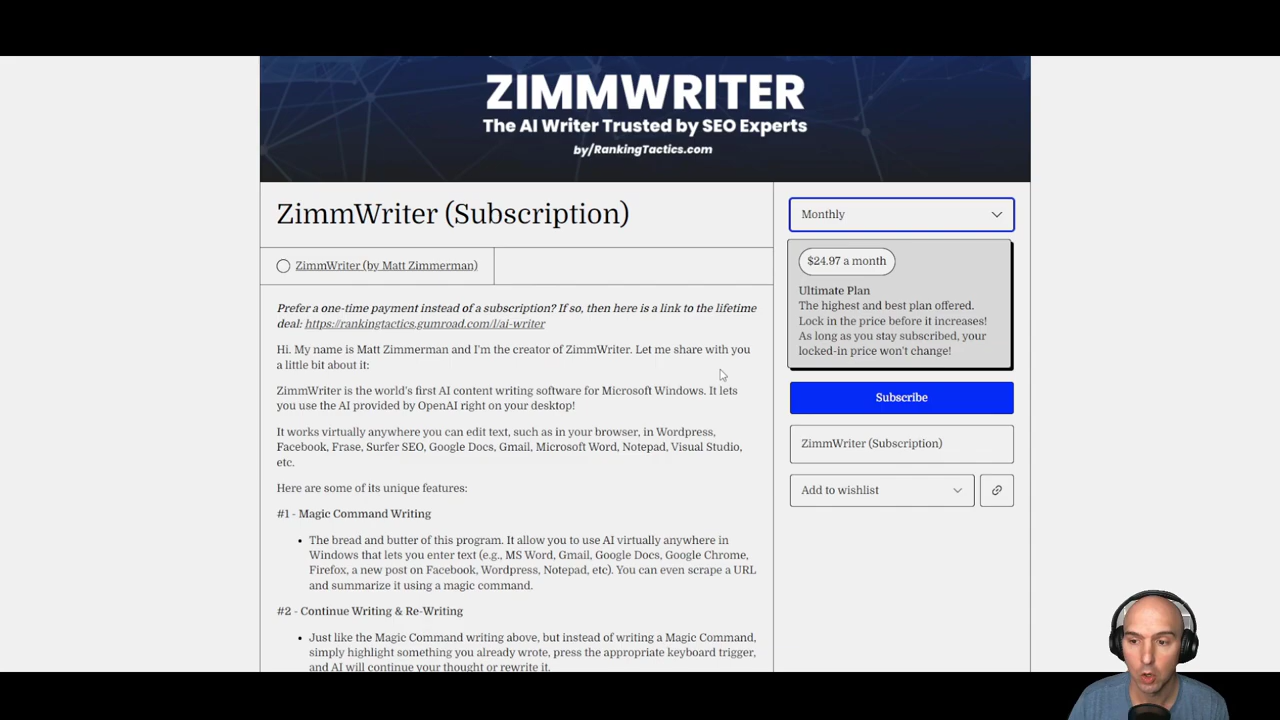 ZIMMWRITER
The AI Writer Trusted by SEO Experts
by/RankingTactics.com
ZimmWriter (Subscription)
ZimmWriter (by Matt Zimmerman)
Prefer a one-time payment instead of a subscription? If so, then here is a link to the lifetime
deal: https://rankingtactics.gumroad.com/l/ai-writer
Hi. My name is Matt Zimmerman and I'm the creator of ZimmWriter. Let me share with you
a little bit about it:
ZimmWriter is the world's first AI content writing software for Microsoft Windows. It lets
you use the AI provided by OpenAI right on your desktop!
It works virtually anywhere you can edit text, such as in your browser, in Wordpress,
Facebook, Frase, Surfer SEO, Google Docs, Gmail, Microsoft Word, Notepad, Visual Studio,
etc.
Here are some of its unique features:
#1 - Magic Command Writing
• The bread and butter of this program. It allow you to use AI virtually anywhere in
Windows that lets you enter text (e.g., MS Word, Gmail, Google Docs, Google Chrome,
Firefox, a new post on Facebook, Wordpress, Notepad, etc). You can even scrape a URL
and summarize it using a magic command.
#2 - Continue Writing & Re-Writing
• Just like the Magic Command writing above, but instead of writing a Magic Command,
simply highlight something you already wrote, press the appropriate keyboard trigger,
and AI will continue your thought or rewrite it.
Monthly
$24.97 a month
Ultimate Plan
The highest and best plan offered.
Lock in the price before it increases!
As long as you stay subscribed, your
locked-in price won't change!
Subscribe
ZimmWriter (Subscription)
Add to wishlist